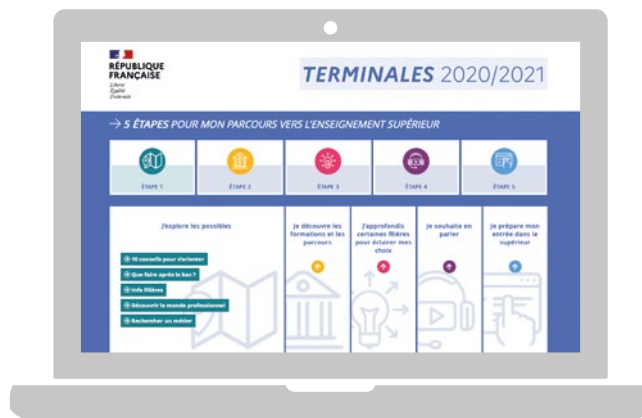 RÉPUBLIQUE
FRANÇAISE
Liberté
Égalité
Fraternité
TERMINALES 2020/2021
→ 5 ÉTAPES POUR MON PARCOURS VERS L'ENSEIGNEMENT SUPÉRIEUR
ÉTAPE 1
ÉTAPE 2
ÉTAPE 3
ÉTAPE 4
ÉTAPE 5
J'explore les possibles
10 conseils pour s'orienter
Que faire après le bac ?
Info filières
Découvrir le monde professionnel
Rechercher un métier
Je découvre les
formations et les
parcours
J'approfondis
certaines filières
pour éclairer mes
choix
Je souhaite en
parler
Je prépare mon
entrée dans le
supérieur